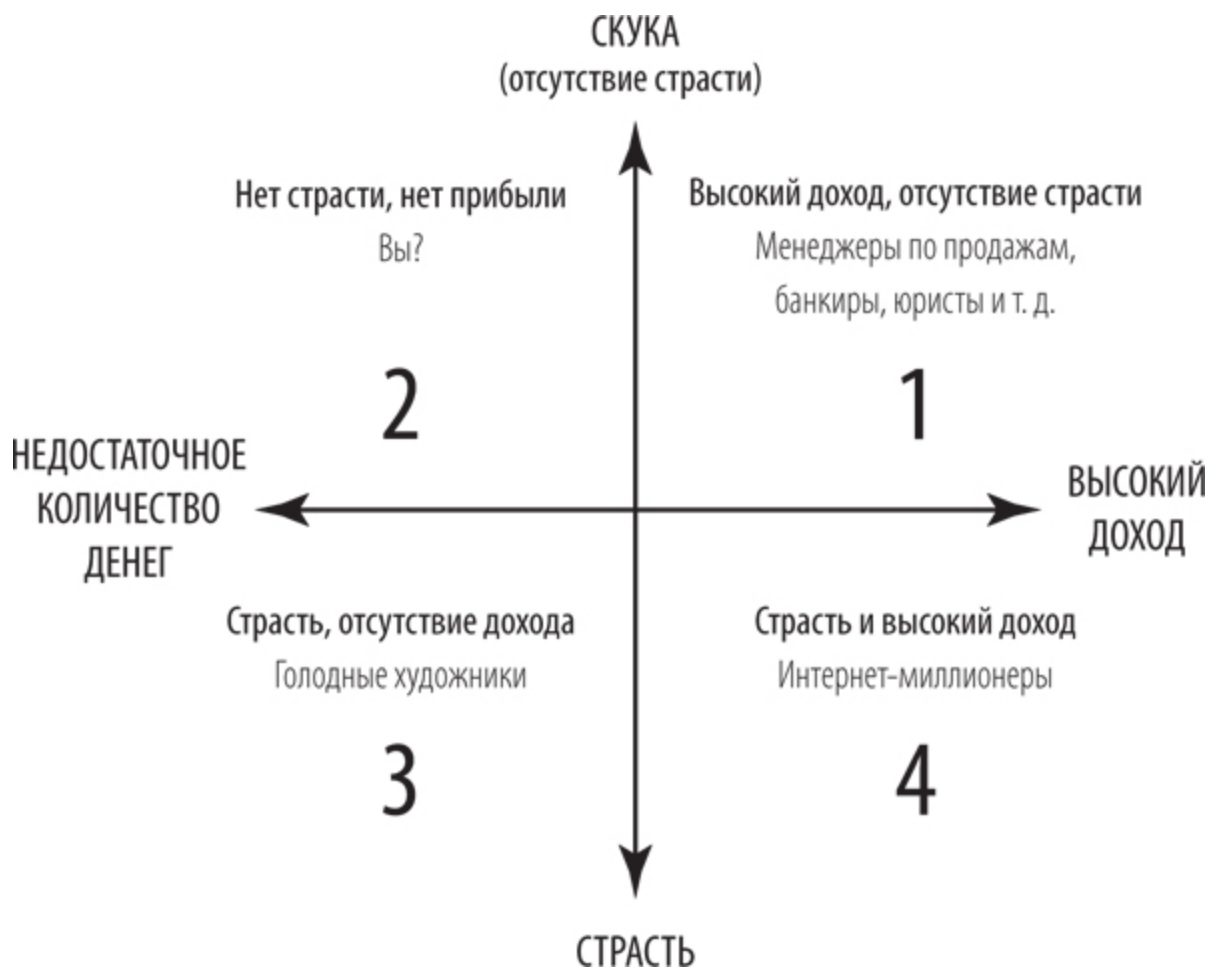 СКУКА
(отсутствие страсти)
Нет страсти, нет прибыли
Вы?
2
Высокий доход, отсутствие страсти
Менеджеры по продажам,
банкиры, юристы и т. д.
1
НЕДОСТАТОЧНОЕ
КОЛИЧЕСТВО
ДЕНЕГ
ВЫСОКИЙ
ДОХОД
Страсть, отсутствие дохода
Голодные художники
3
Страсть и высокий доход
Интернет-миллионеры
4
СТРАСТЬ